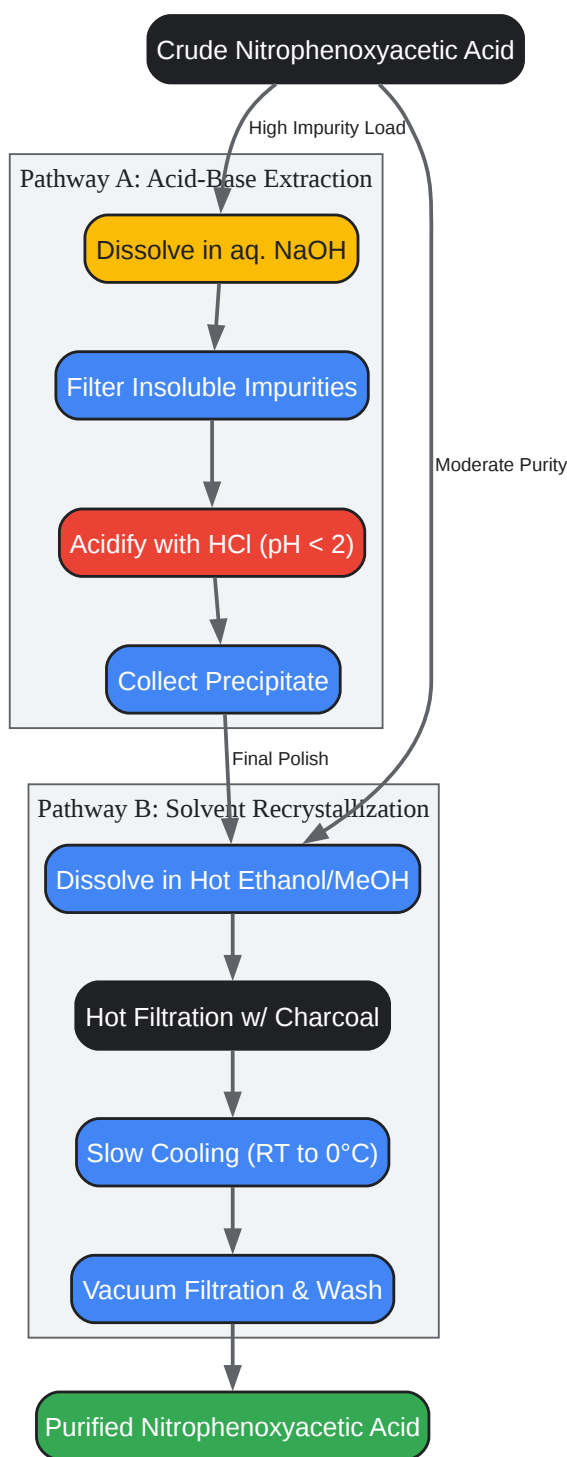 Crude Nitrophenoxyacetic Acid
High Impurity Load
Pathway A: Acid-Base Extraction
Dissolve in aq. NaOH
Filter Insoluble Impurities
Moderate Purity
Acidify with HCl (pH < 2)
Collect Precipitate
Final Polish
Pathway B: Solvent Recrystallization
Dissolve in Hot Ethanol/MeOH
Hot Filtration w/ Charcoal
Slow Cooling (RT to 0°C)
Vacuum Filtration & Wash
Purified Nitrophenoxyacetic Acid